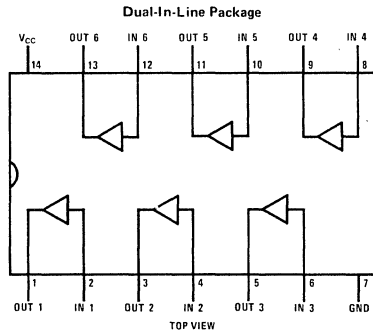 Dual-In-Line Package
VCC OUT 6 IN 6 OUT 5 IN 5 OUT 4 IN 4
14 13 12 11 10 9 8
1 2 3 4 5 6 7
OUT 1 IN 1 OUT 2 IN 2 OUT 3 IN 3 GND
TOP VIEW